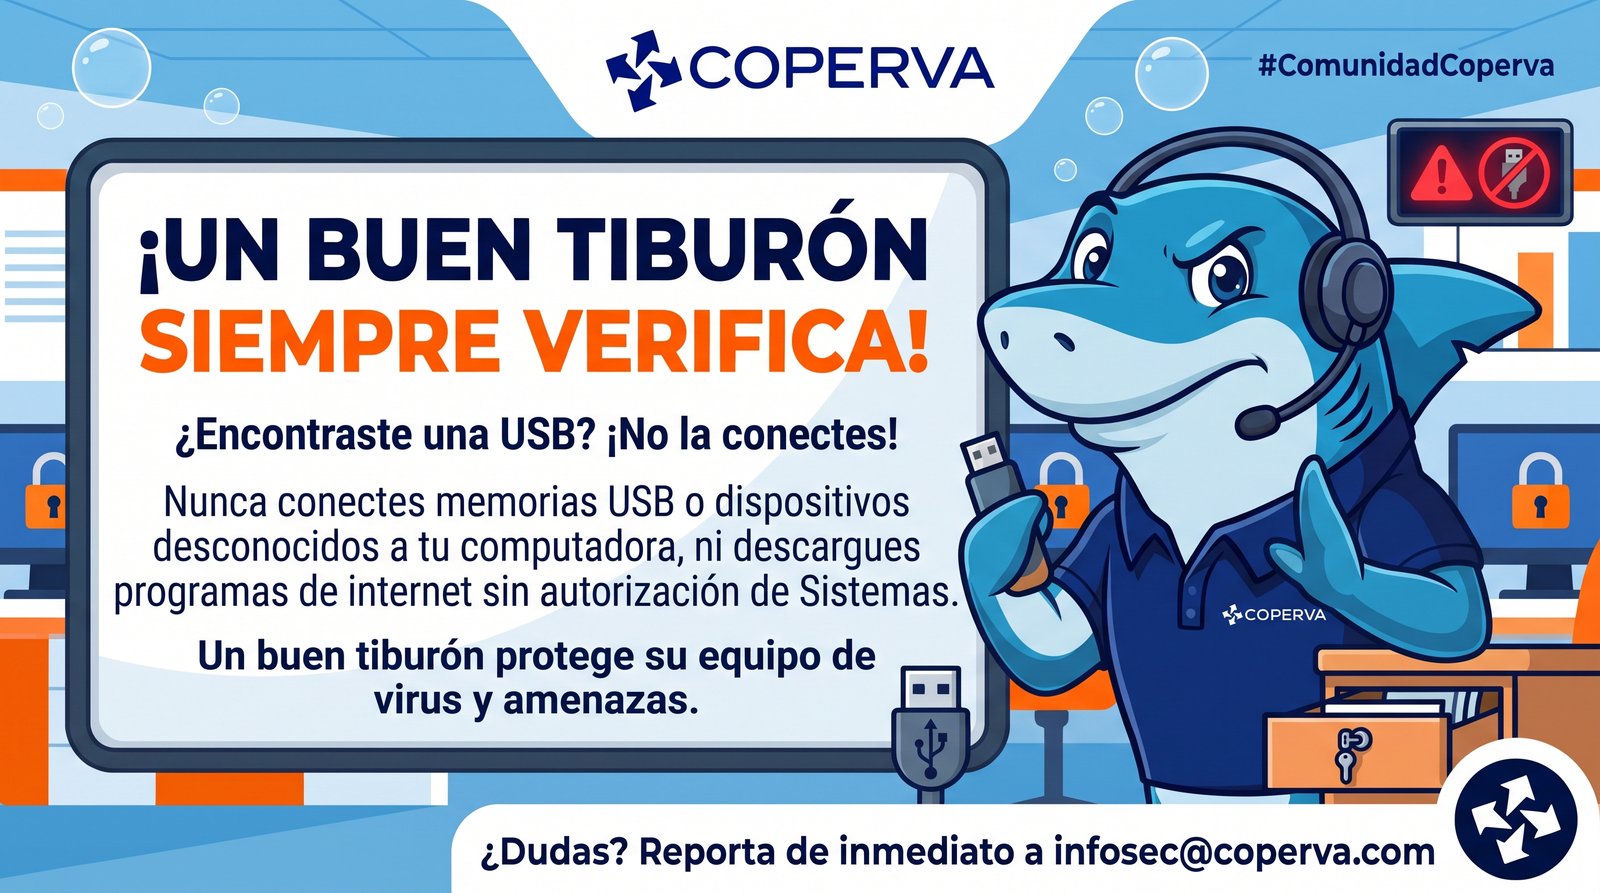 COPERVA
#ComunidadCoperva
¡UN BUEN TIBURÓN
SIEMPRE VERIFICA!
¿Encontraste una USB? ¡No la conectes!
Nunca conectes memorias USB o dispositivos
desconocidos a tu computadora, ni descargues
programas de internet sin autorización de Sistemas.
Un buen tiburón protege su equipo de
virus y amenazas.
COPERVA
¿Dudas? Reporta de inmediato a infosec@coperva.com